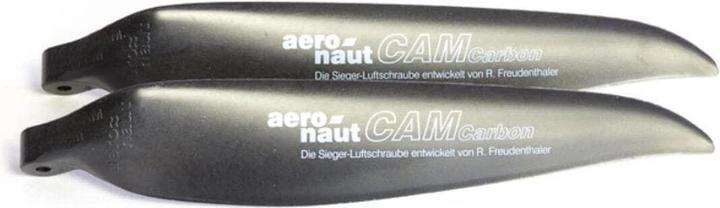 aero-
naut CAM Carbon
Die Sieger-Luftschraube entwickelt von R. Freudenthaler
aero-
naut CAM Carbon
Die Sieger-Luftschraube entwickelt von R. Freudenthaler